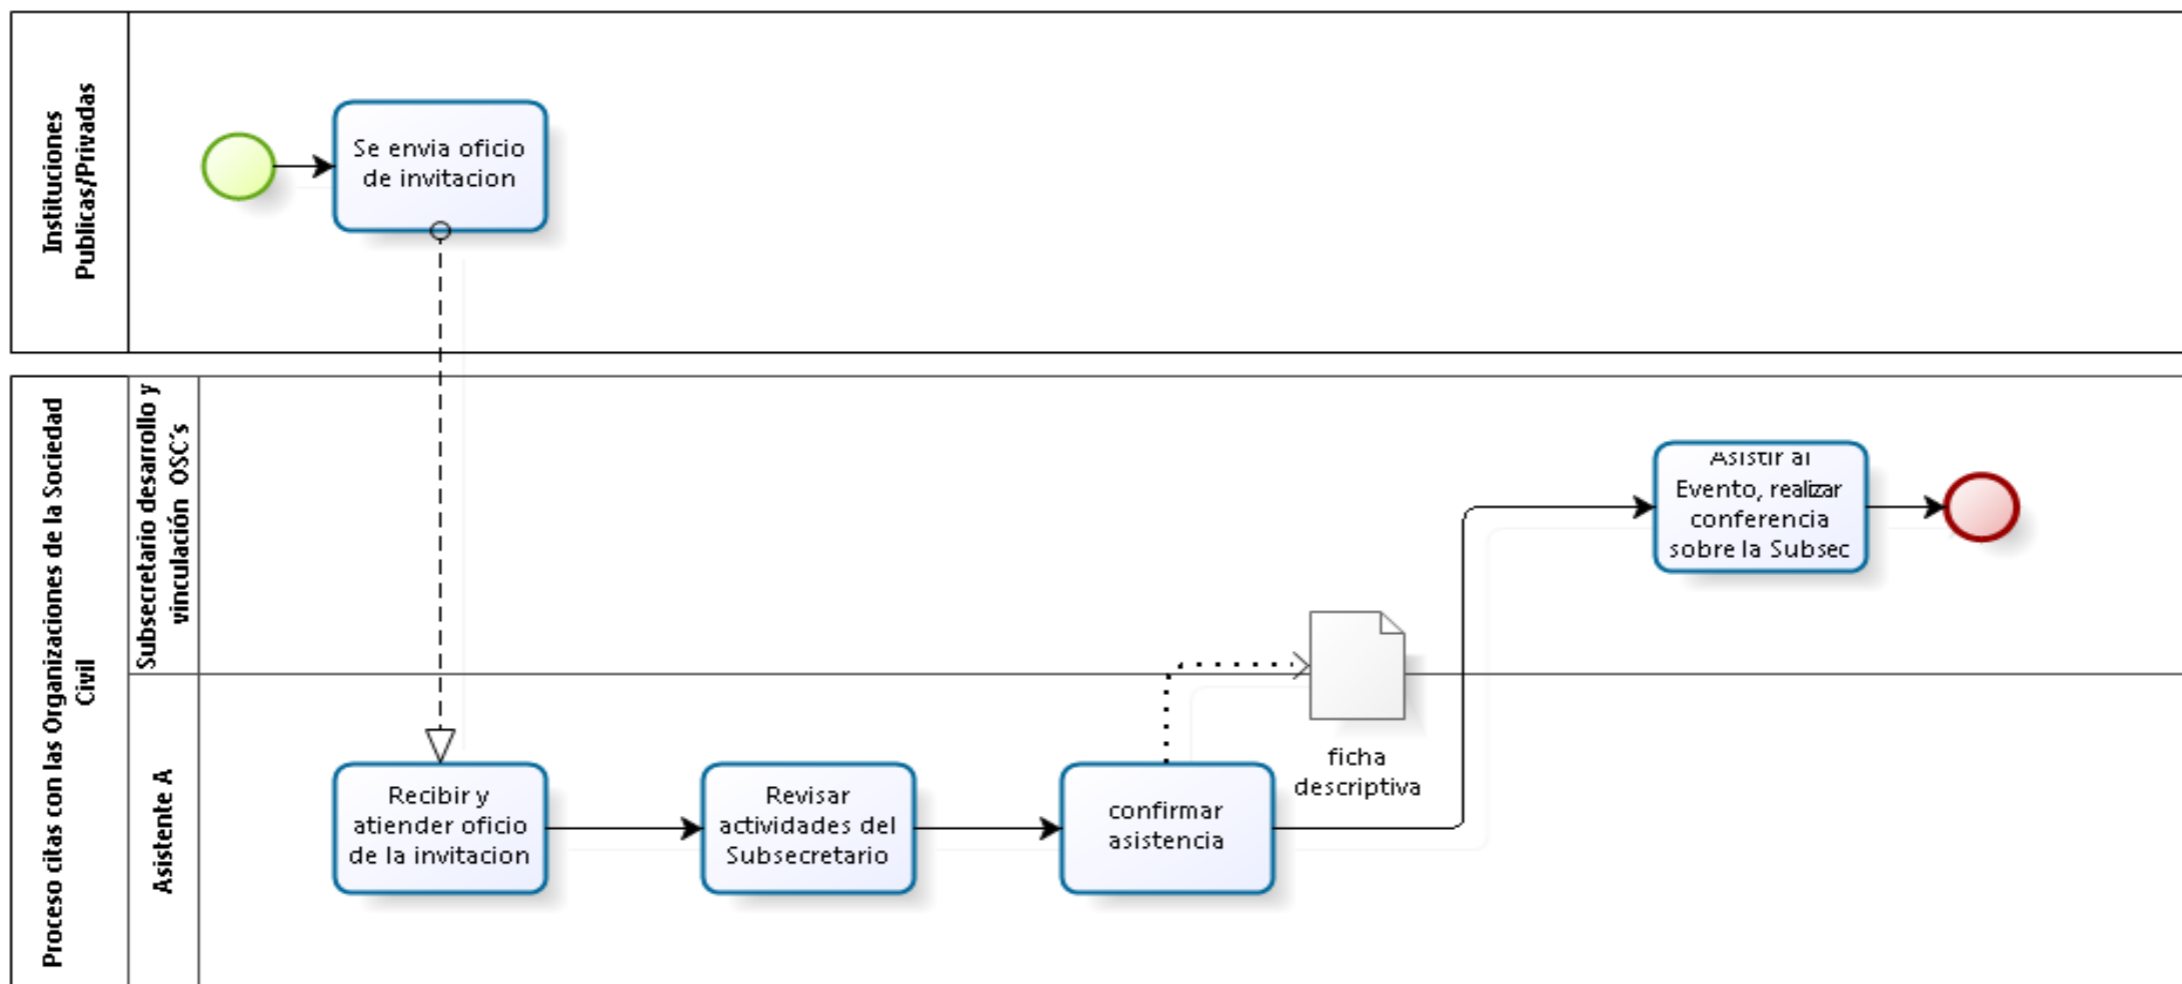 Instituciones
Publicas/Privadas
Se envia oficio
de invitacion
Proceso citas con las Organizaciones de la Sociedad
Civil
Subsecretario desarrollo y
vinculación OSC´s
Asistir al
Evento, realizar
conferencia
sobre la Subsec
ficha
descriptiva
Asistente A
Recibir y
atiender oficio
de la invitacion
Revisar
actividades del
Subsecretario
confirmar
asistencia